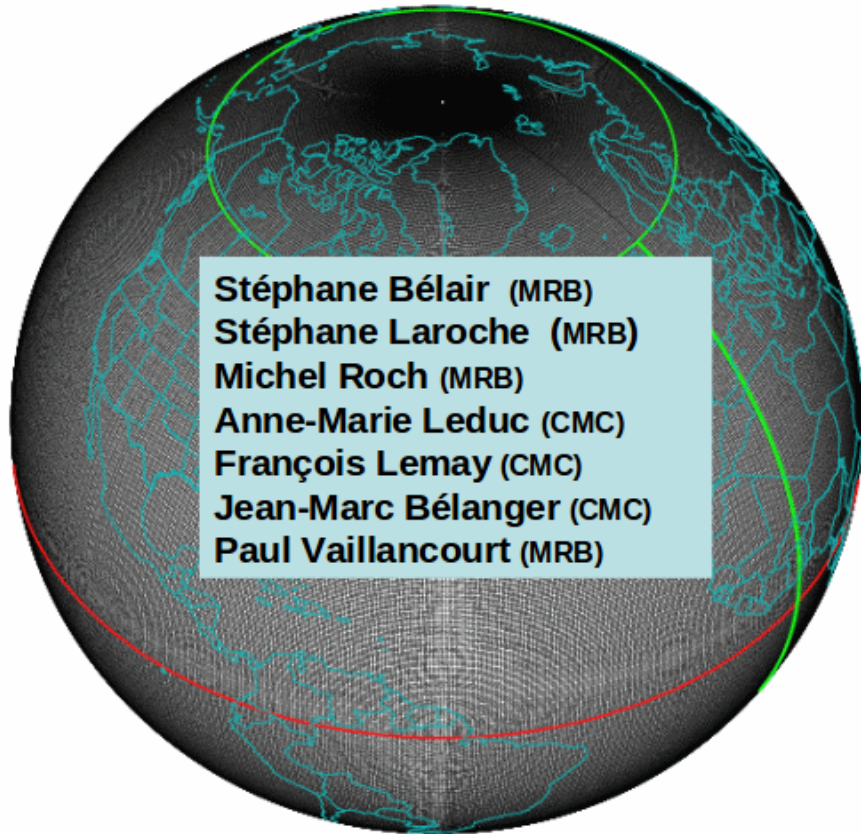 Stéphane Bélair (MRB)
Stéphane Laroche (MRB)
Michel Roch (MRB)
Anne-Marie Leduc (CMC)
François Lemay (CMC)
Jean-Marc Bélanger (CMC)
Paul Vaillancourt (MRB)